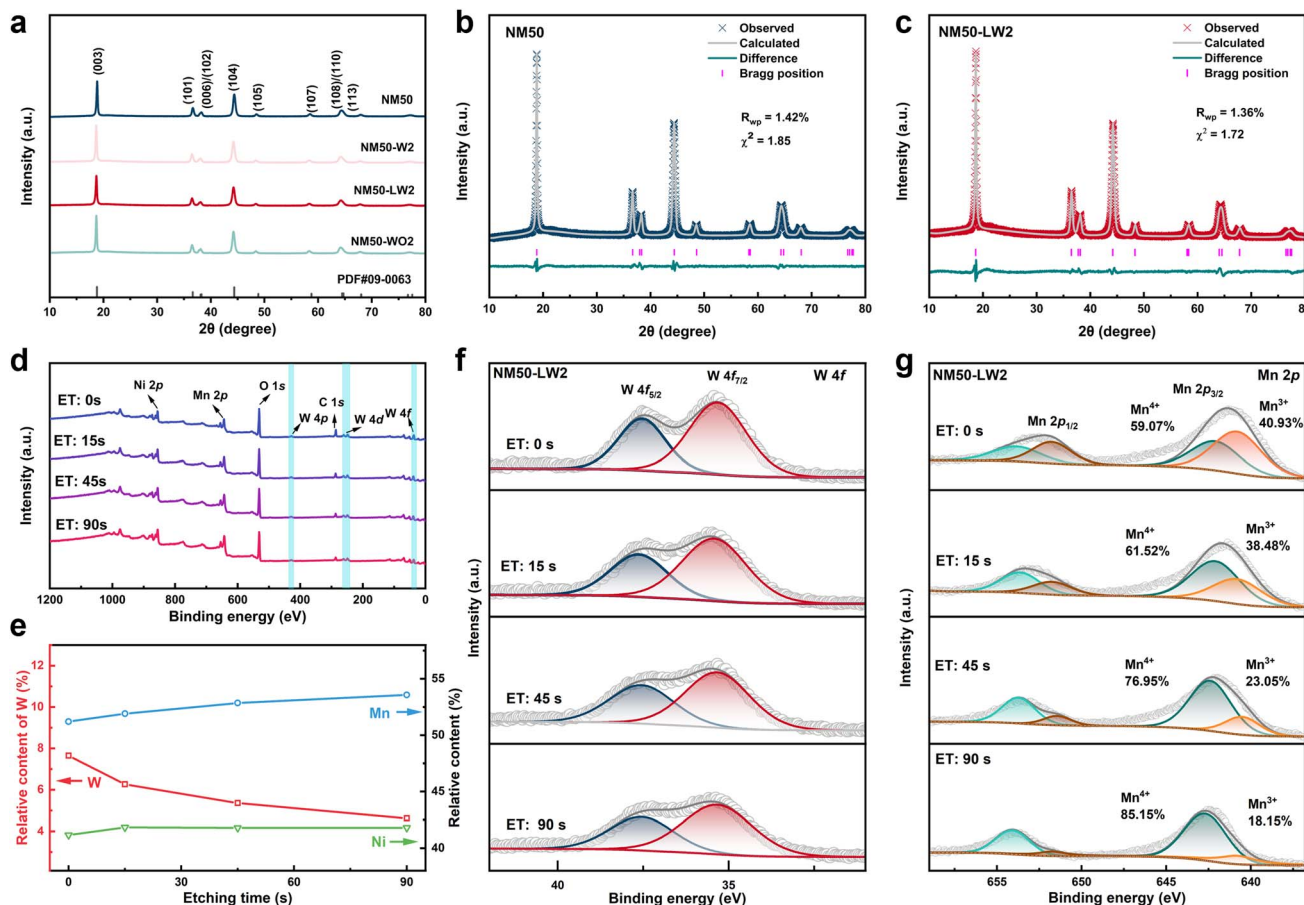 a
(003)
(101)
(006)/(102)
(104)
(105)
(107)
(108)/(110)
(113)
NM50
NM50-W2
NM50-LW2
NM50-WO2
PDF#09-0063
Intensity (a.u.)
10 20 30 40 50 60 70 80
2θ (degree)
b
NM50
Observed
Calculated
Difference
Bragg position
Rwp = 1.42%
χ² = 1.85
Intensity (a.u.)
10 20 30 40 50 60 70 80
2θ (degree)
c
NM50-LW2
Observed
Calculated
Difference
Bragg position
Rwp = 1.36%
χ² = 1.72
Intensity (a.u.)
10 20 30 40 50 60 70 80
2θ (degree)
d
ET: 0s
ET: 15s
ET: 45s
ET: 90s
Ni 2p
Mn 2p
O 1s
W 4p
C 1s
W 4d
W 4f
Intensity (a.u.)
1200 1000 800 600 400 200 0
Binding energy (eV)
e
Relative content of W (%)
12
10
8
6
4
Mn
W
Ni
55
50
45
40
Relative content (%)
0 30 60 90
Etching time (s)
f
NM50-LW2
W 4f5/2
W 4f7/2
W 4f
ET: 0 s
ET: 15 s
ET: 45 s
ET: 90 s
Intensity (a.u.)
40 35
Binding energy (eV)
g
NM50-LW2
Mn 2p
Mn 2p3/2
Mn 2p1/2
ET: 0 s
Mn4+
59.07%
Mn3+
40.93%
ET: 15 s
Mn4+
61.52%
Mn3+
38.48%
ET: 45 s
Mn4+
76.95%
Mn3+
23.05%
ET: 90 s
Mn4+
85.15%
Mn3+
18.15%
Intensity (a.u.)
655 650 645 640
Binding energy (eV)